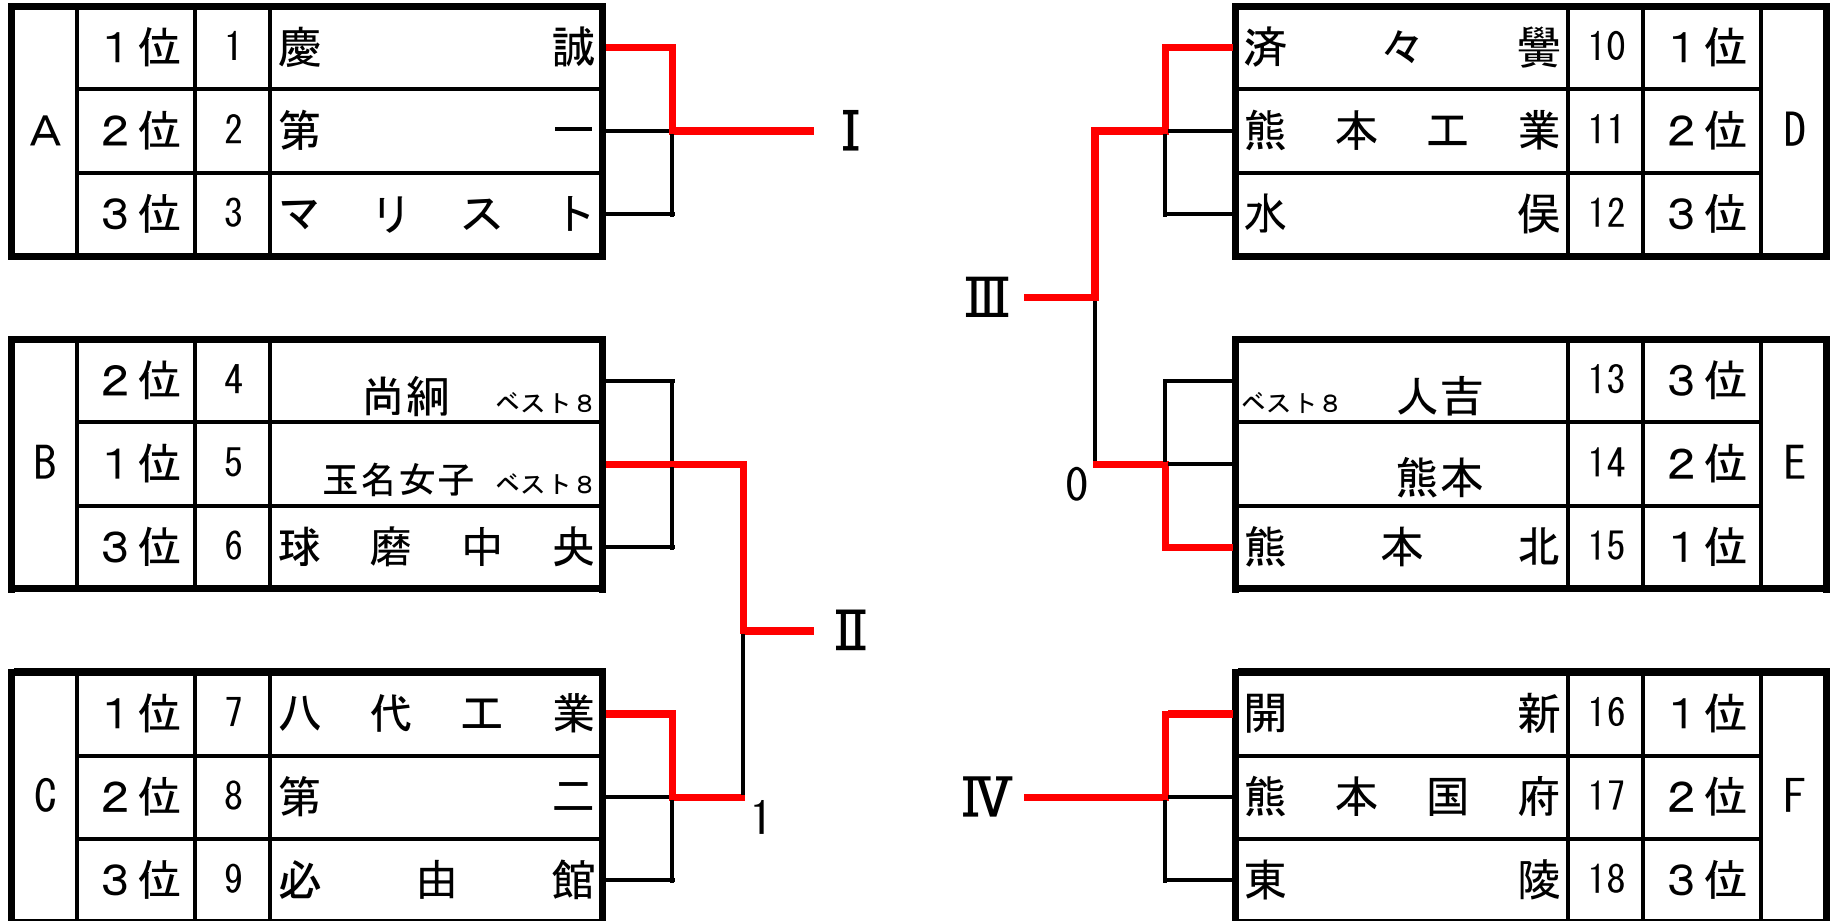 A
1位 1 慶誠
2位 2 第一
3位 3 マリスト
Ⅰ
B
2位 4 尚絅 ベスト8
1位 5 玉名女子 ベスト8
3位 6 球磨中央
Ⅱ
C
1位 7 八代工業
2位 8 第二
3位 9 必由館
1
済々黌 10 1位
熊本工業 11 2位
水俣 12 3位
D
Ⅲ
ベスト8 人吉 13 3位
熊本 14 2位
熊本北 15 1位
E
0
開新 16 1位
熊本国府 17 2位
東陵 18 3位
F
Ⅳ